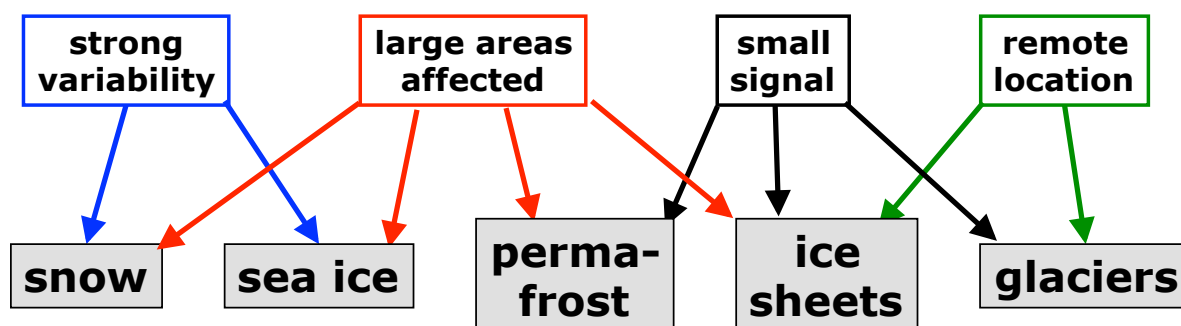 strong
variability
large areas
affected
small
signal
remote
location
snow
sea ice
perma-
frost
ice
sheets
glaciers